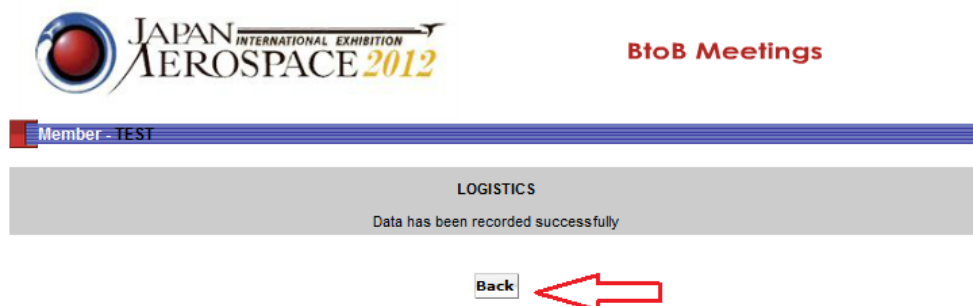 JAPAN INTERNATIONAL EXHIBITION
AEROSPACE 2012
BtoB Meetings
Member - TEST
LOGISTICS
Data has been recorded successfully
Back